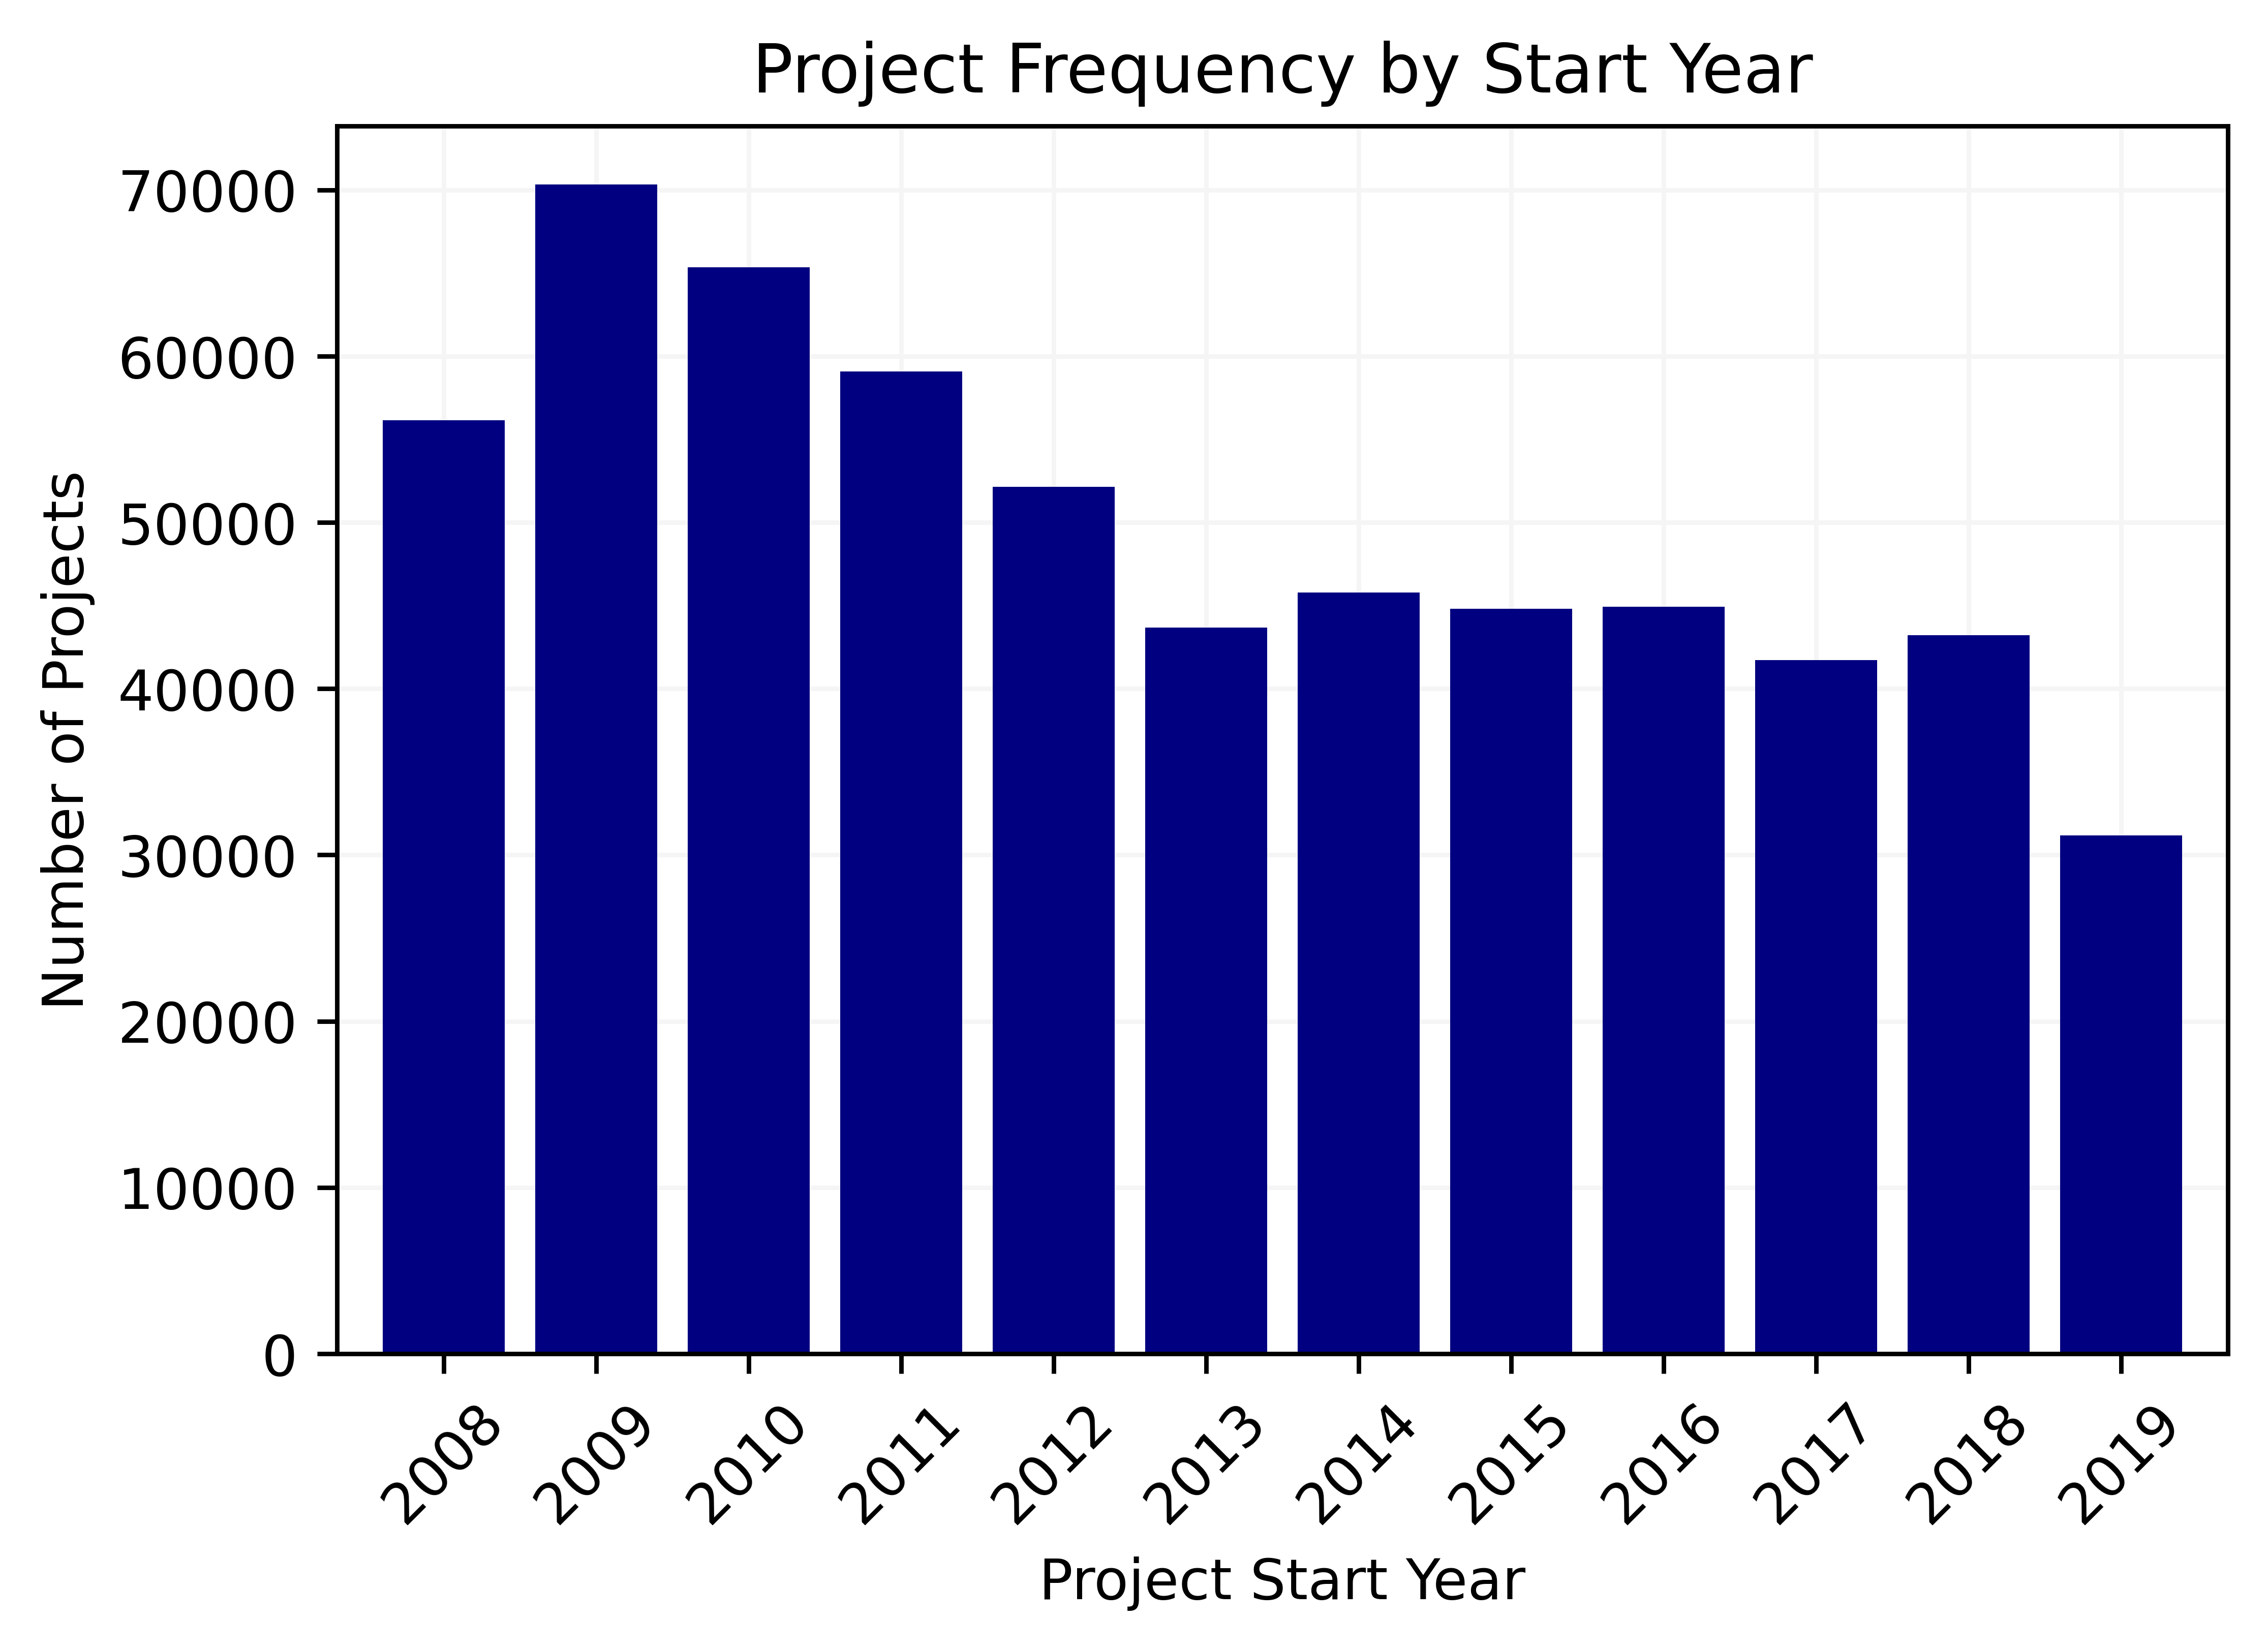 Project Frequency by Start Year
70000
60000
50000
40000
30000
20000
10000
0
Number of Projects
2008 2009 2010 2011 2012 2013 2014 2015 2016 2017 2018 2019
Project Start Year